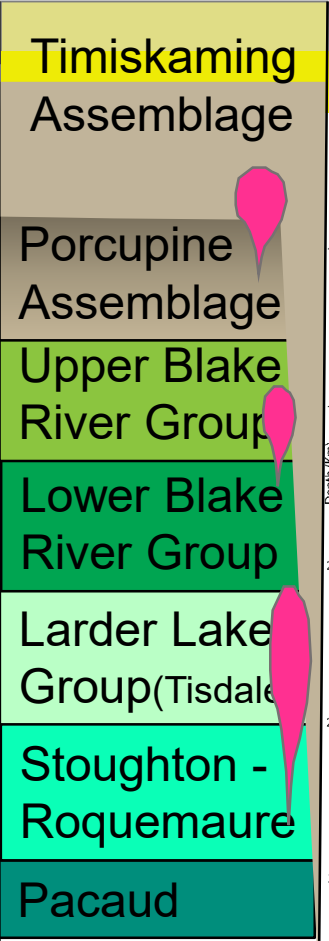 Timiskaming
Assemblage
Porcupine
Assemblage
Upper Blake
River Group
Lower Blake
River Group
Larder Lake
Group(Tisdale
Stoughton -
Roquemaure
Pacaud